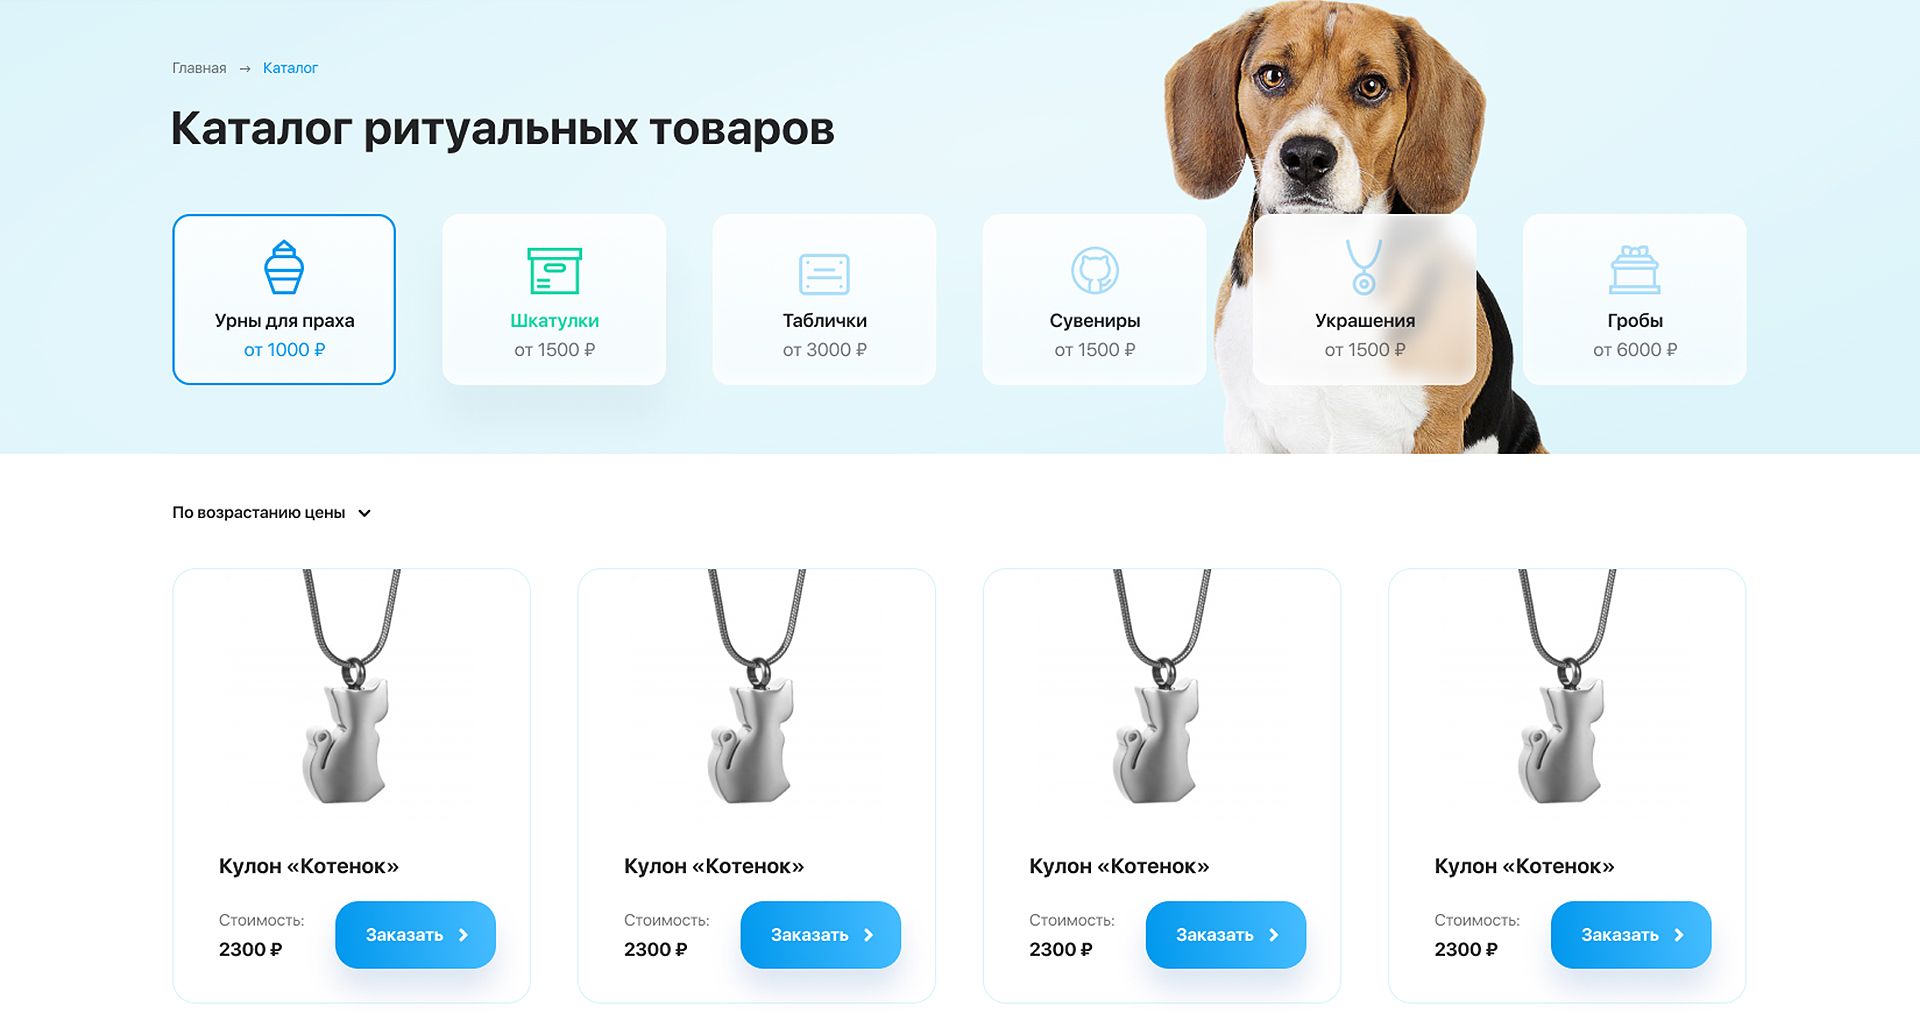 Главная → Каталог
Каталог ритуальных товаров
Урны для праха
от 1000 ₽
Шкатулки
от 1500 ₽
Таблички
от 3000 ₽
Сувениры
от 1500 ₽
Украшения
от 1500 ₽
Гробы
от 6000 ₽
По возрастанию цены
Кулон «Котенок»
Стоимость:
2300 ₽
Заказать
Кулон «Котенок»
Стоимость:
2300 ₽
Заказать
Кулон «Котенок»
Стоимость:
2300 ₽
Заказать
Кулон «Котенок»
Стоимость:
2300 ₽
Заказать